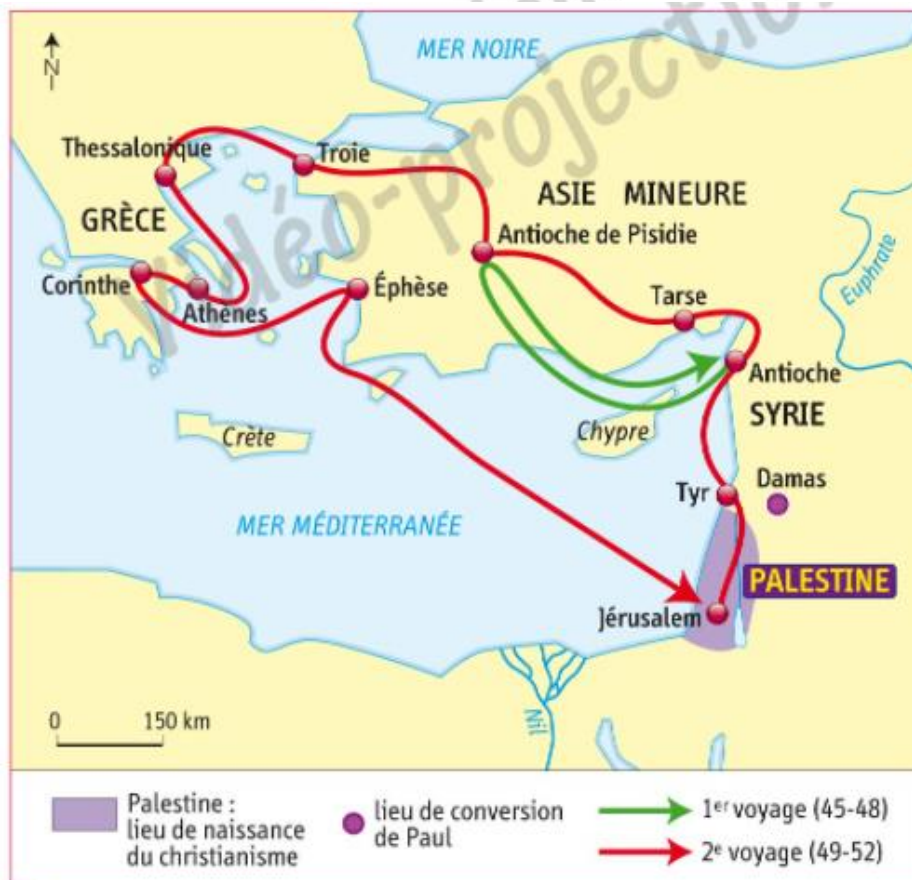 vidéo-projection
MER NOIRE
N
Thessalonique
Troie
ASIE MINEURE
GRÈCE
Antioche de Pisidie
Corinthe
Athènes
Éphèse
Tarse
Euphrate
Antioche
SYRIE
Crète
Chypre
Tyr
Damas
MER MÉDITERRANÉE
PALESTINE
Jérusalem
0 150 km
Nil
Palestine :
lieu de naissance
du christianisme
lieu de conversion
de Paul
1er voyage (45-48)
2e voyage (49-52)